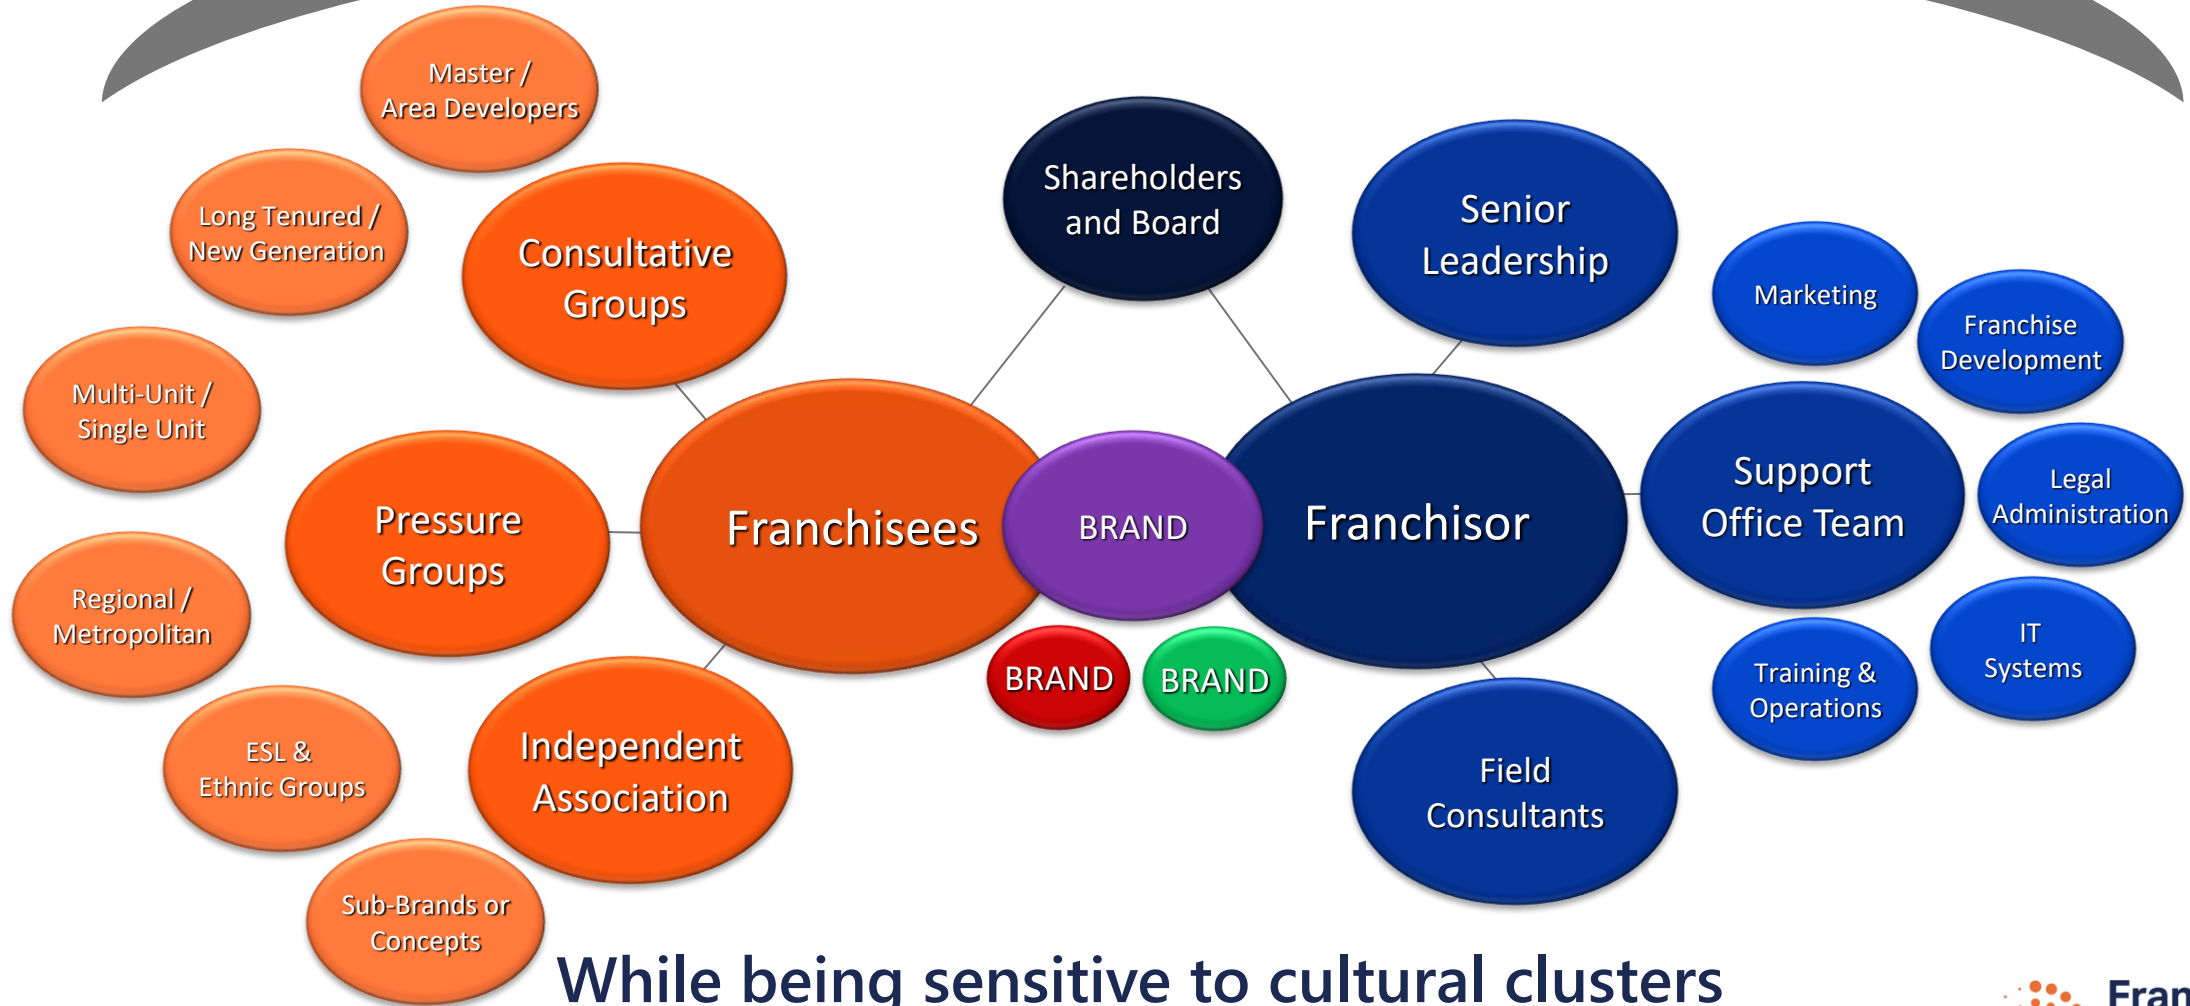 Master /
Area Developers
Long Tenured /
New Generation
Multi-Unit /
Single Unit
Regional /
Metropolitan
ESL &
Ethnic Groups
Sub-Brands or
Concepts
Consultative
Groups
Pressure
Groups
Independent
Association
Franchisees
Shareholders
and Board
BRAND
BRAND
BRAND
Franchisor
Senior
Leadership
Support
Office Team
Field
Consultants
Marketing
Franchise
Development
Legal
Administration
IT
Systems
Training &
Operations
While being sensitive to cultural clusters
Fran